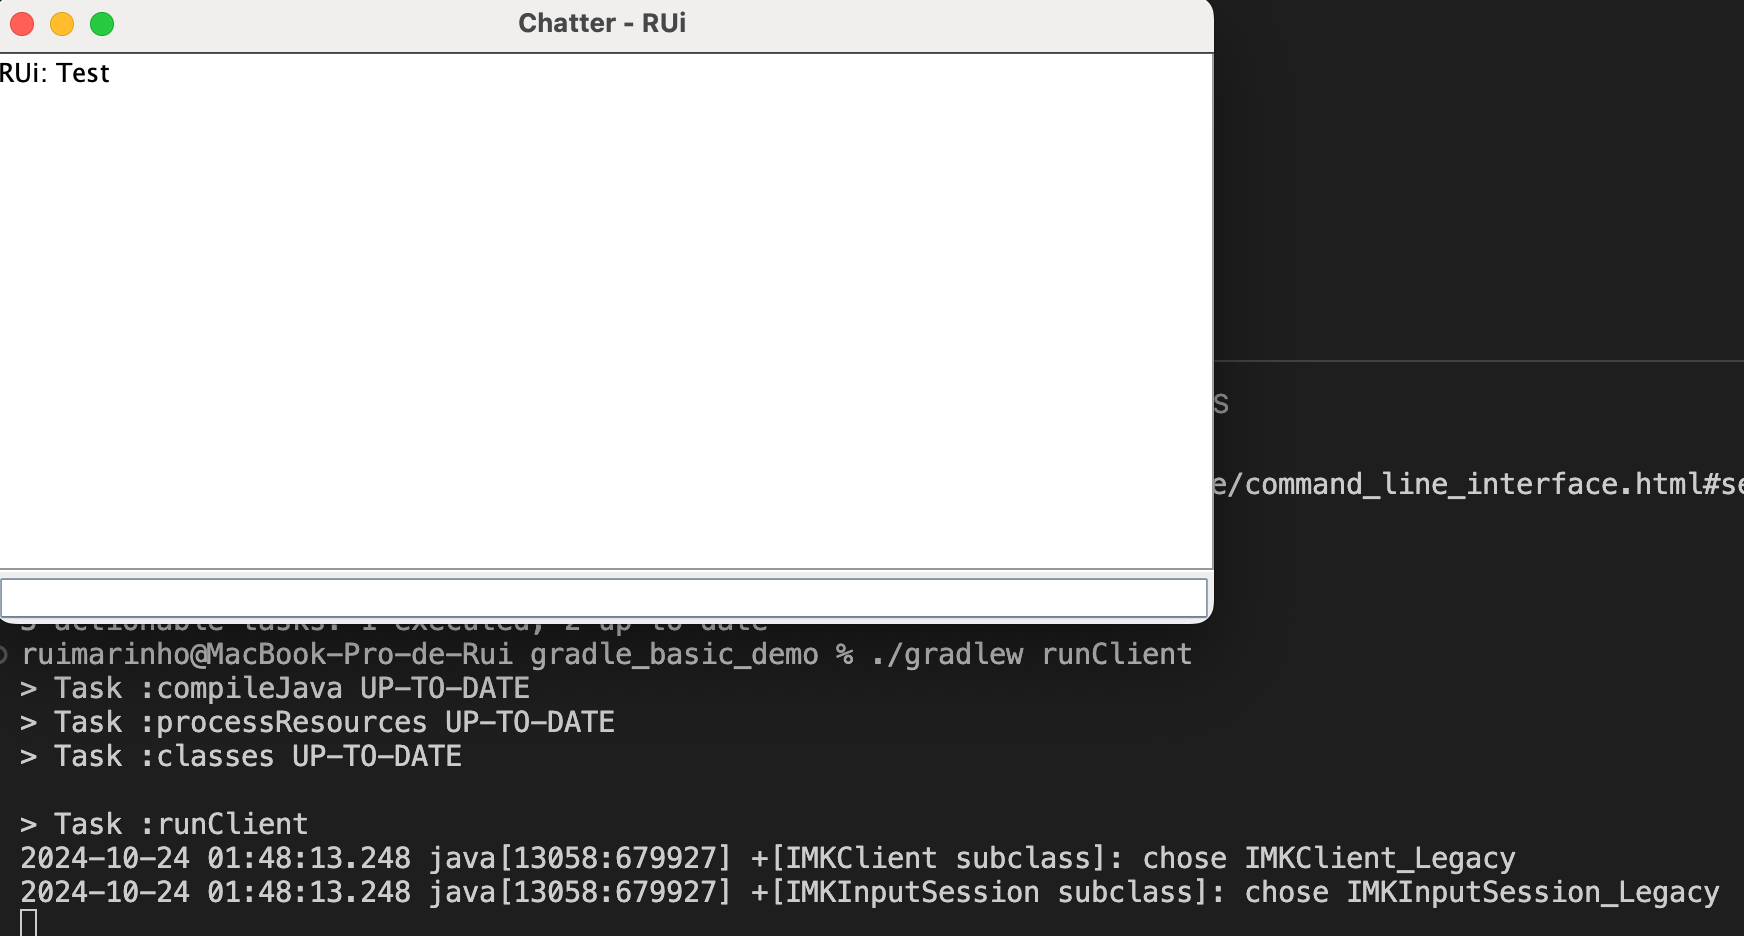 Chatter - RUi
RUi: Test
S
e/command_line_interface.html#se
3 actionable tasks: 1 executed, 2 up-to-date
ruimarinho@MacBook-Pro-de-Rui gradle_basic_demo % ./gradlew runClient
> Task :compileJava UP-TO-DATE
> Task :processResources UP-TO-DATE
> Task :classes UP-TO-DATE
> Task :runClient
2024-10-24 01:48:13.248 java[13058:679927] +[IMKClient subclass]: chose IMKClient_Legacy
2024-10-24 01:48:13.248 java[13058:679927] +[IMKInputSession subclass]: chose IMKInputSession_Legacy